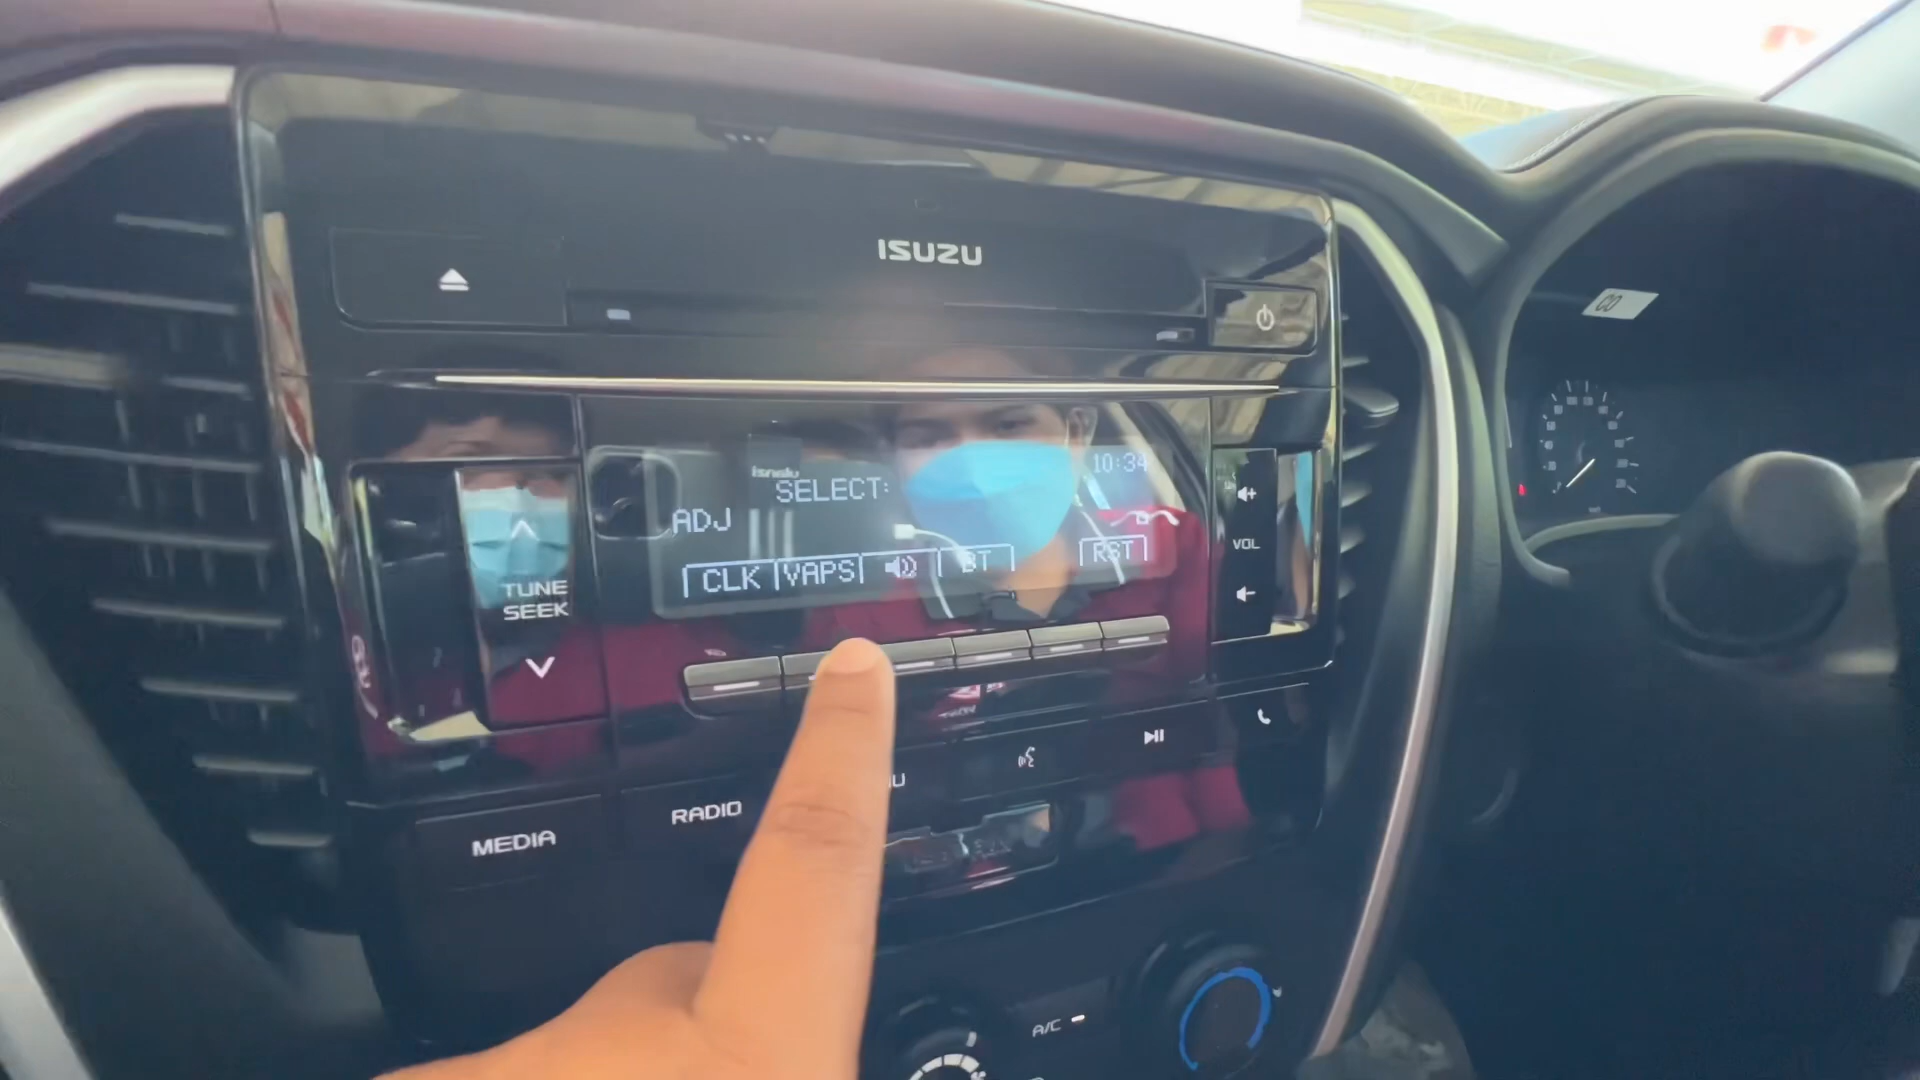 ISUZU
10:34
SELECT:
ADJ
CLK VAPS BT RST
TUNE
SEEK
VOL
MEDIA
RADIO
A/C